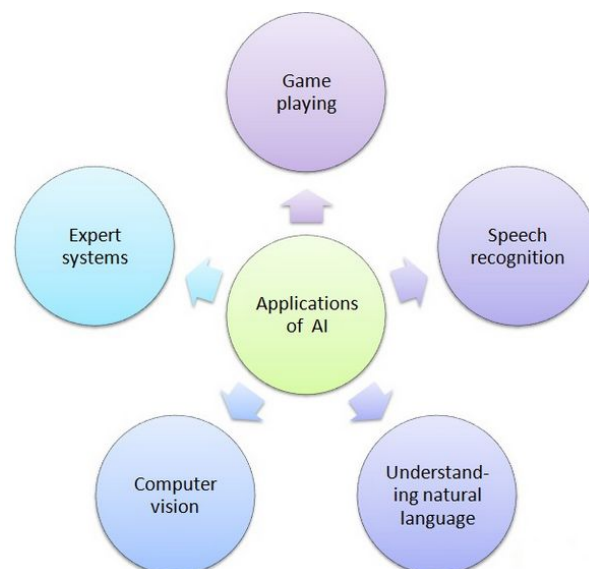 Game
playing
Expert
systems
Speech
recognition
Applications
of AI
Computer
vision
Understand-
ing natural
language